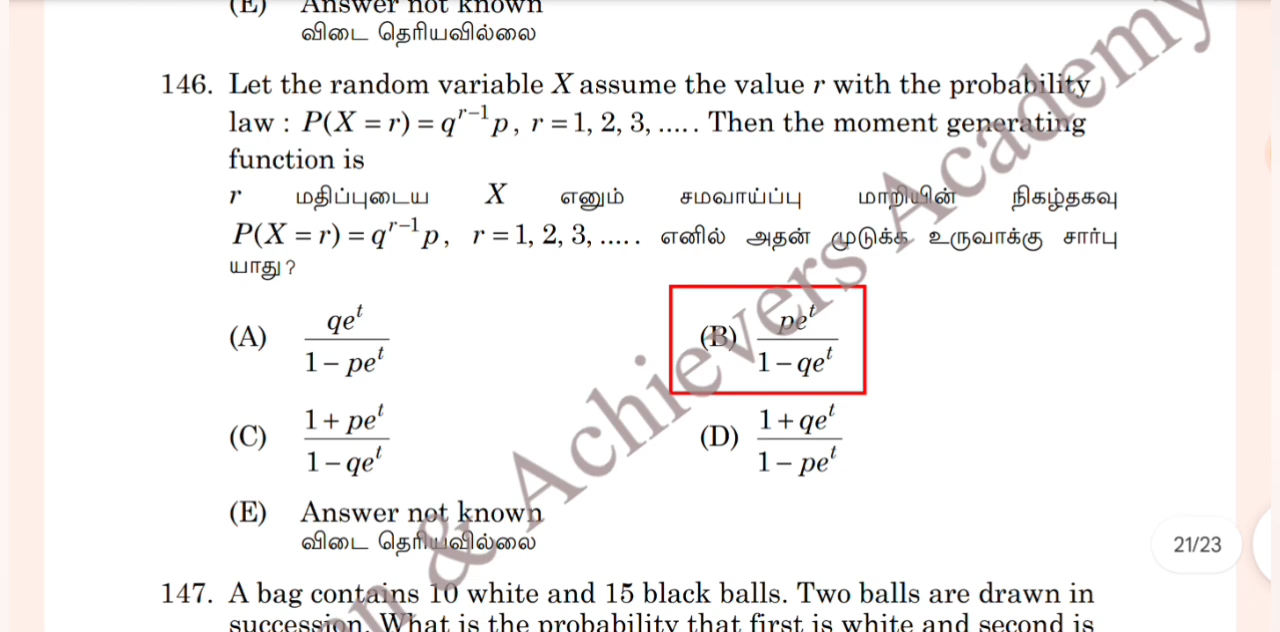 (E) Answer not known
விடை தெரியவில்லை
146. Let the random variable X assume the value r with the probability
law : P(X = r) = q^{r-1}p, r = 1, 2, 3, ..... Then the moment generating
function is
r மதிப்புடைய X எனும் சமவாய்ப்பு மாறியின் நிகழ்தகவு
P(X = r) = q^{r-1}p, r = 1, 2, 3, ..... எனில் அதன் முடுக்க உருவாக்கு சார்பு
யாது?
(A) qe^t / 1 – pe^t (B) pe^t / 1 – qe^t
(C) 1 + pe^t / 1 – qe^t (D) 1 + qe^t / 1 – pe^t
(E) Answer not known
விடை தெரியவில்லை
21/23
147. A bag contains 10 white and 15 black balls. Two balls are drawn in
succession. What is the probability that first is white and second is
& Achievers Academy